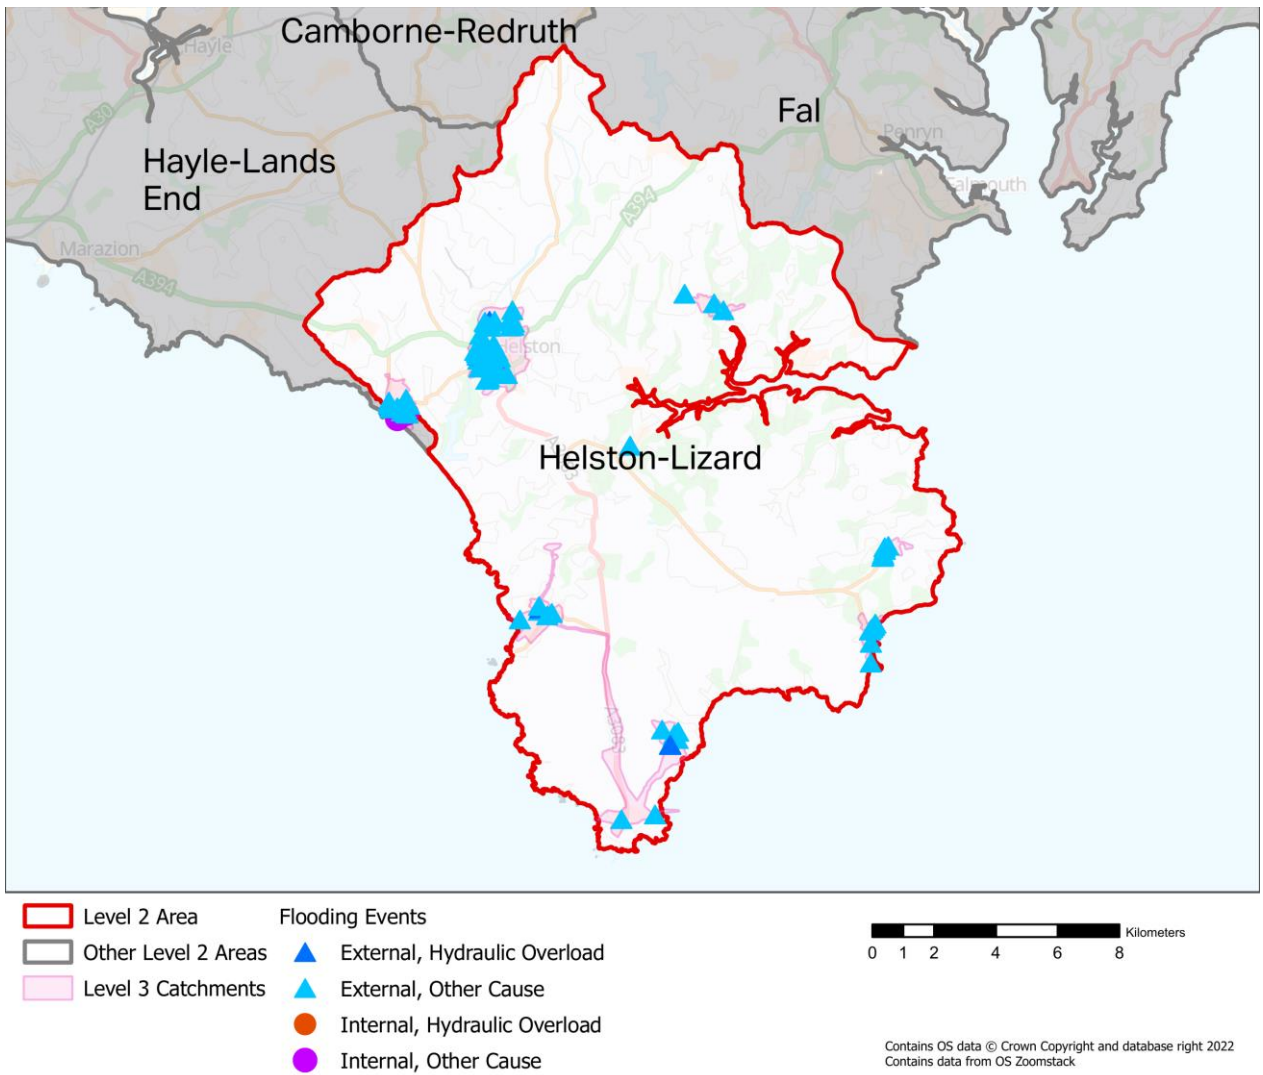 Camborne-Redruth
Hayle
A30
Fal
Penryn
Hayle-Lands
End
Falmouth
A394
Marazion
A394
Helston
Helston-Lizard
Level 2 Area
Other Level 2 Areas
Level 3 Catchments
Flooding Events
External, Hydraulic Overload
External, Other Cause
Internal, Hydraulic Overload
Internal, Other Cause
Kilometers
0 1 2 4 6 8
Contains OS data © Crown Copyright and database right 2022
Contains data from OS Zoomstack